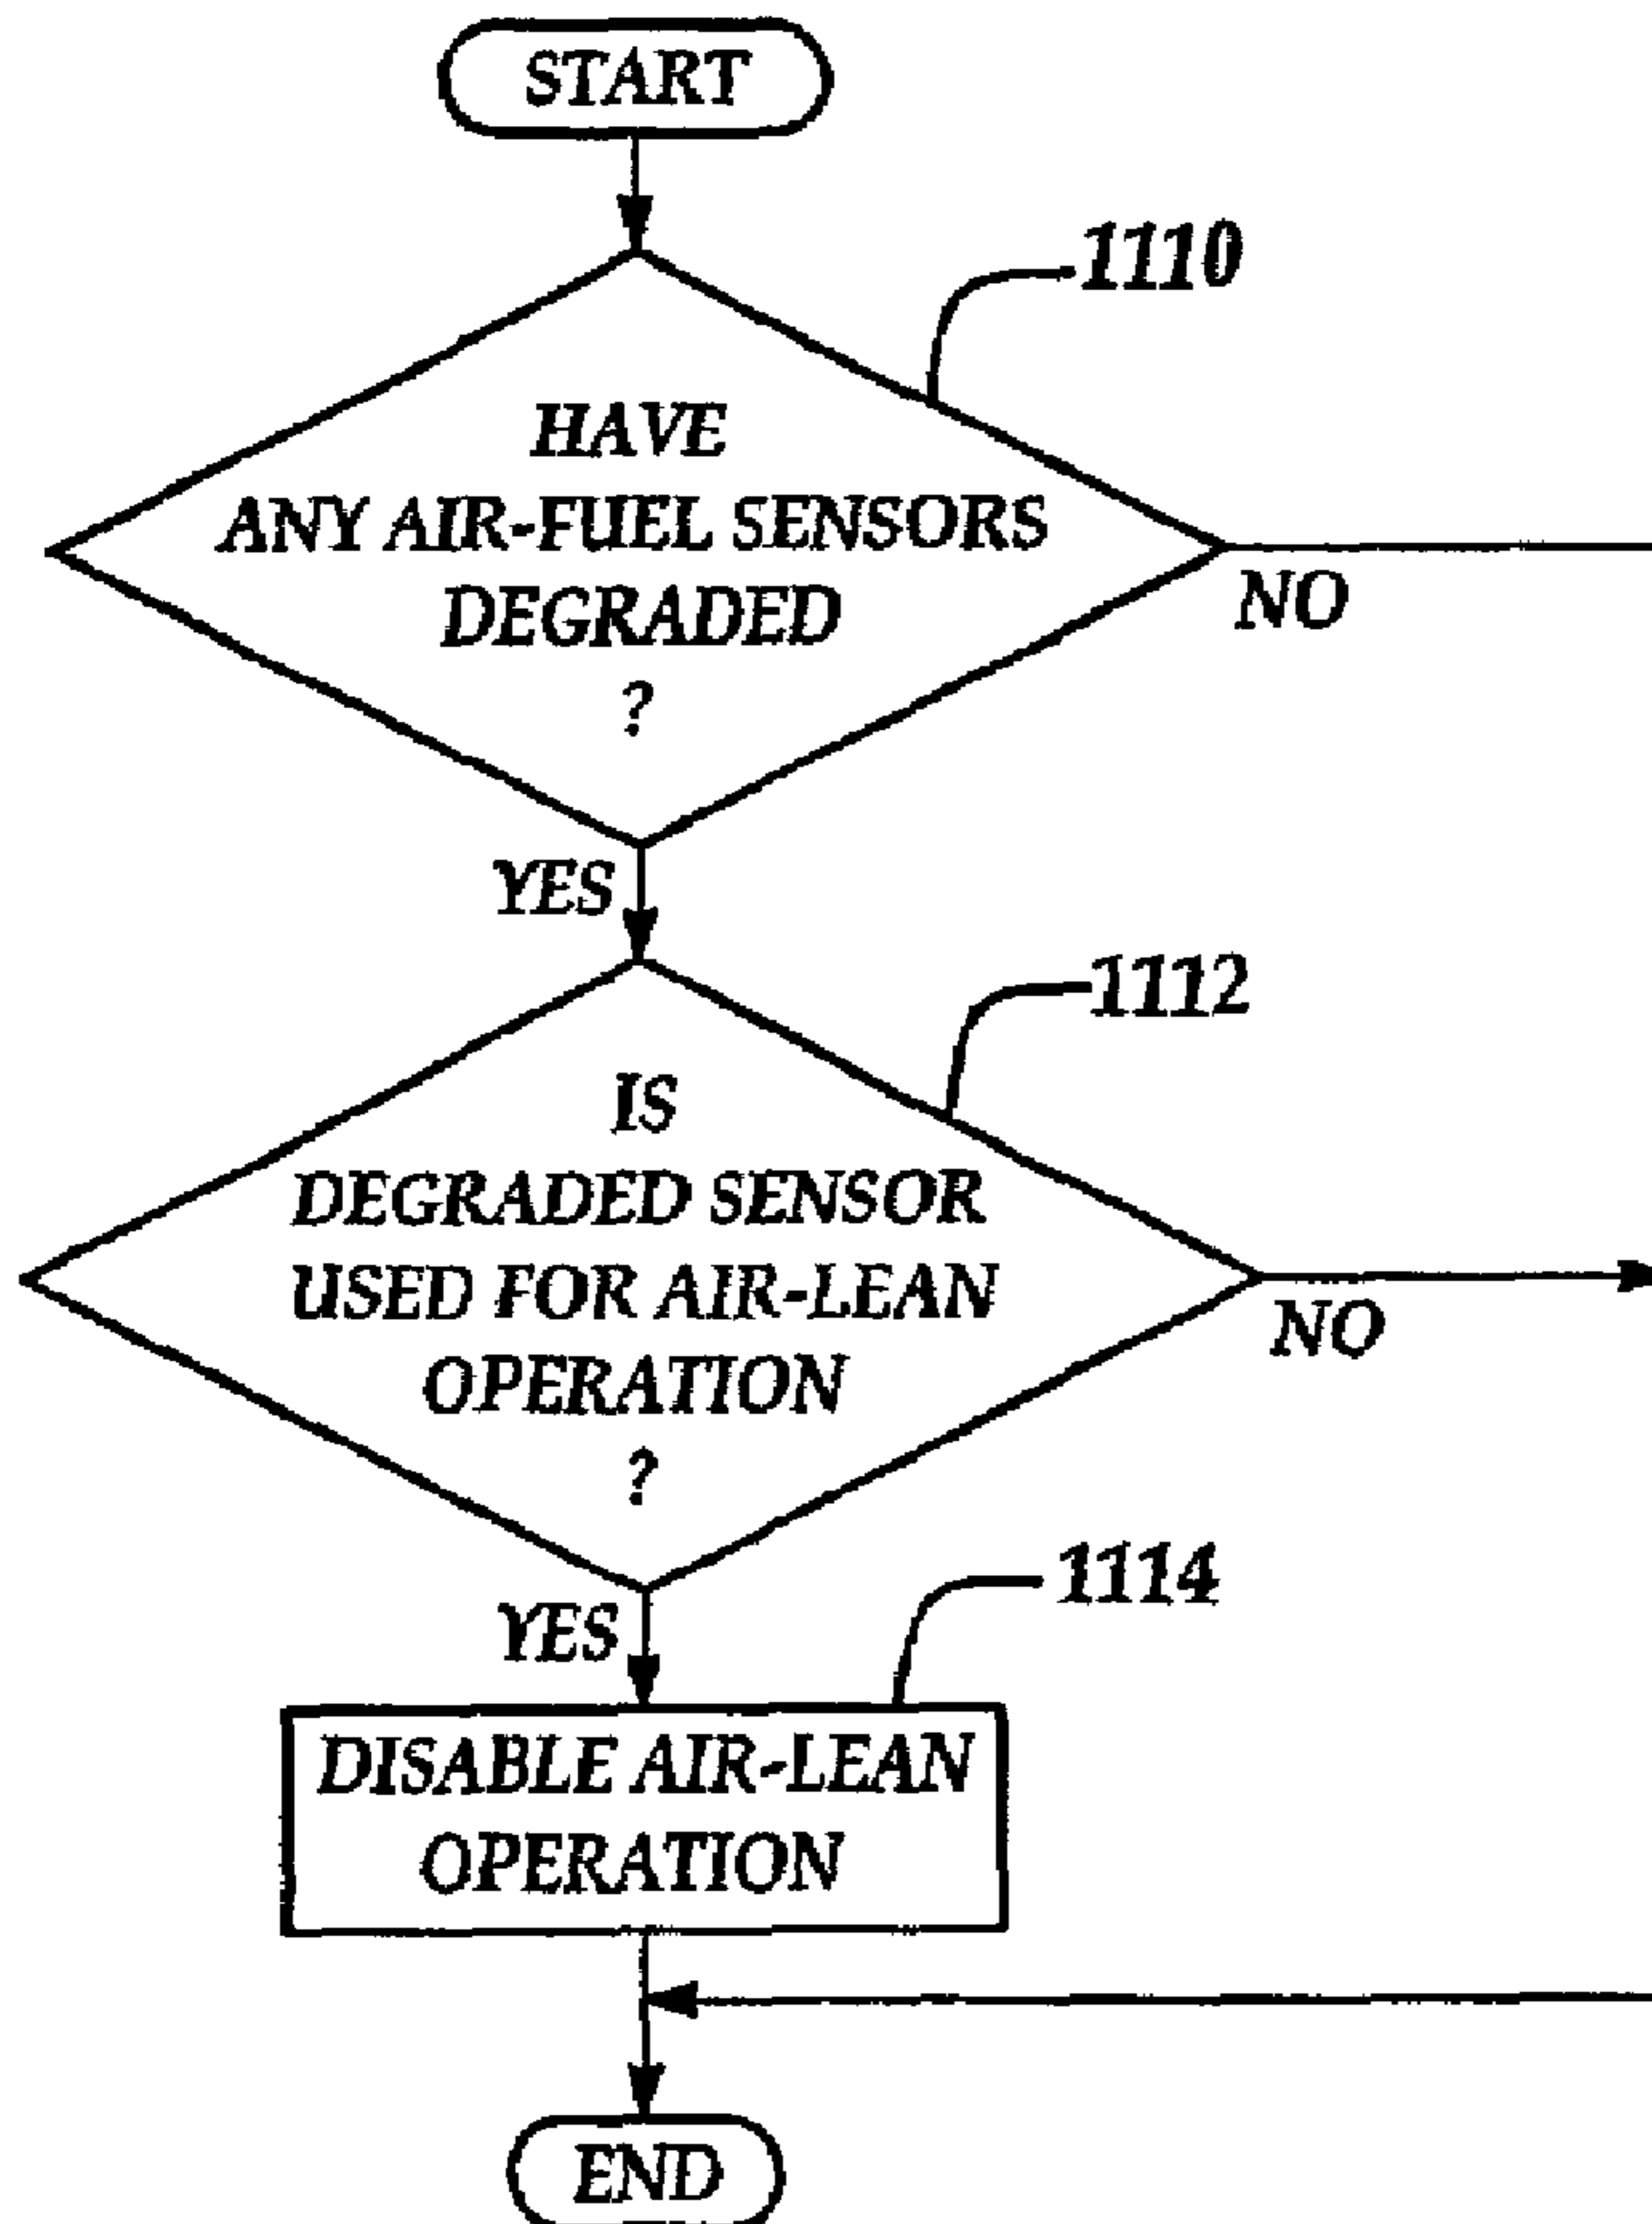 START
1110
HAVE
ANY AIR-FUEL SENSORS
DEGRADED
?
NO
YES
1112
IS
DEGRADED SENSOR
USED FOR AIR-LEAN
OPERATION
?
NO
YES
1114
DISABLE AIR-LEAN
OPERATION
END